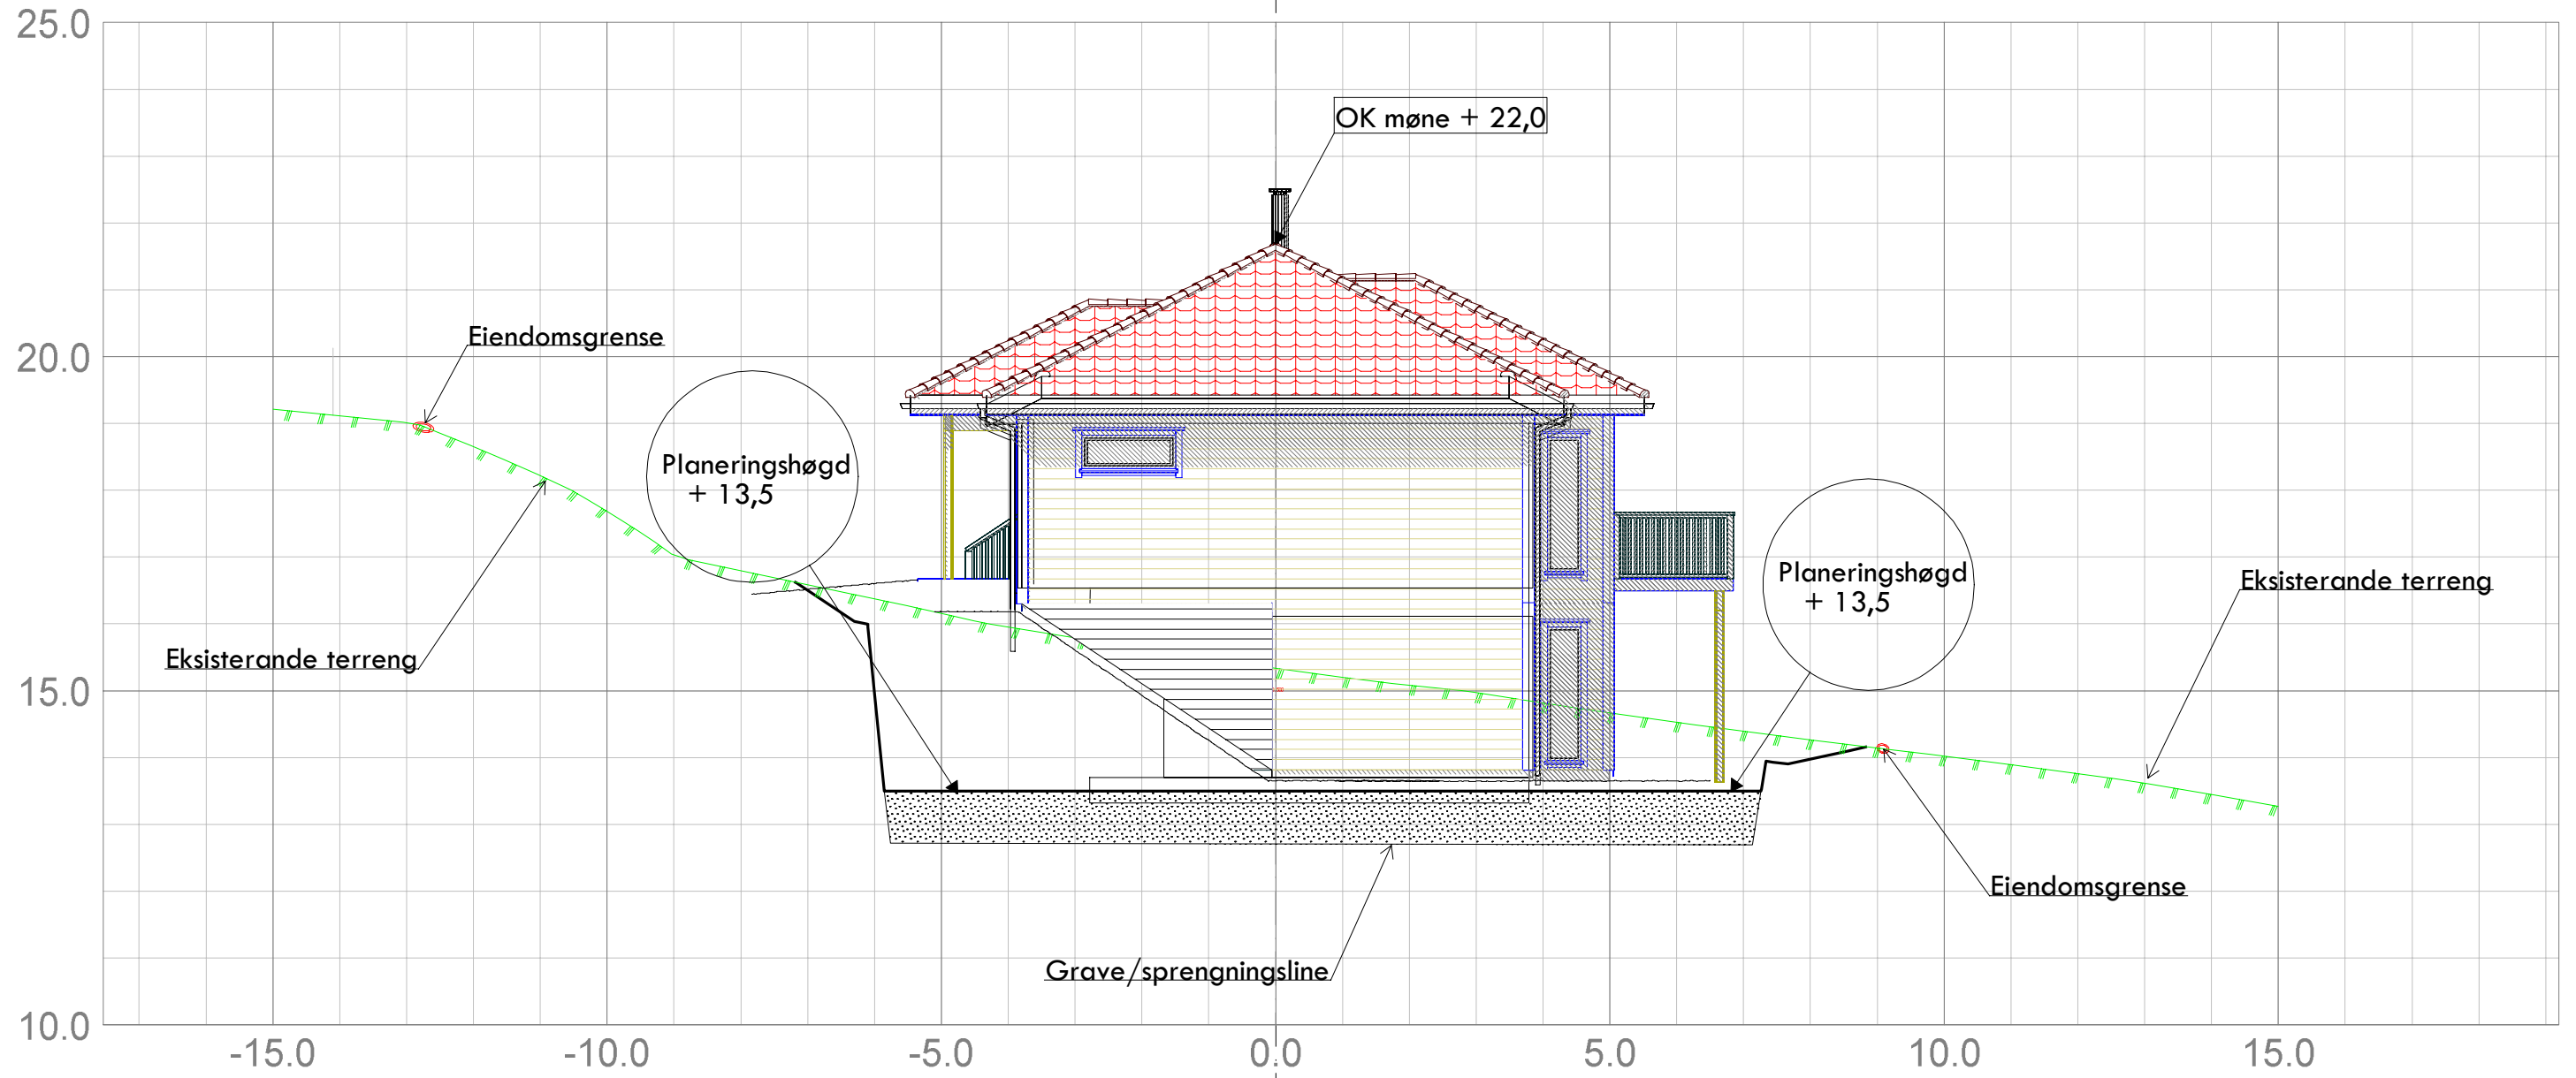 25.0
OK møne + 22,0
Eiendomsgrense
20.0
Planeringshøgd
+ 13,5
Planeringshøgd
+ 13,5
Eksisterande terreng
Eksisterande terreng
15.0
Eiendomsgrense
Grave/sprengningsline
10.0
-15.0 -10.0 -5.0 0.0 5.0 10.0 15.0